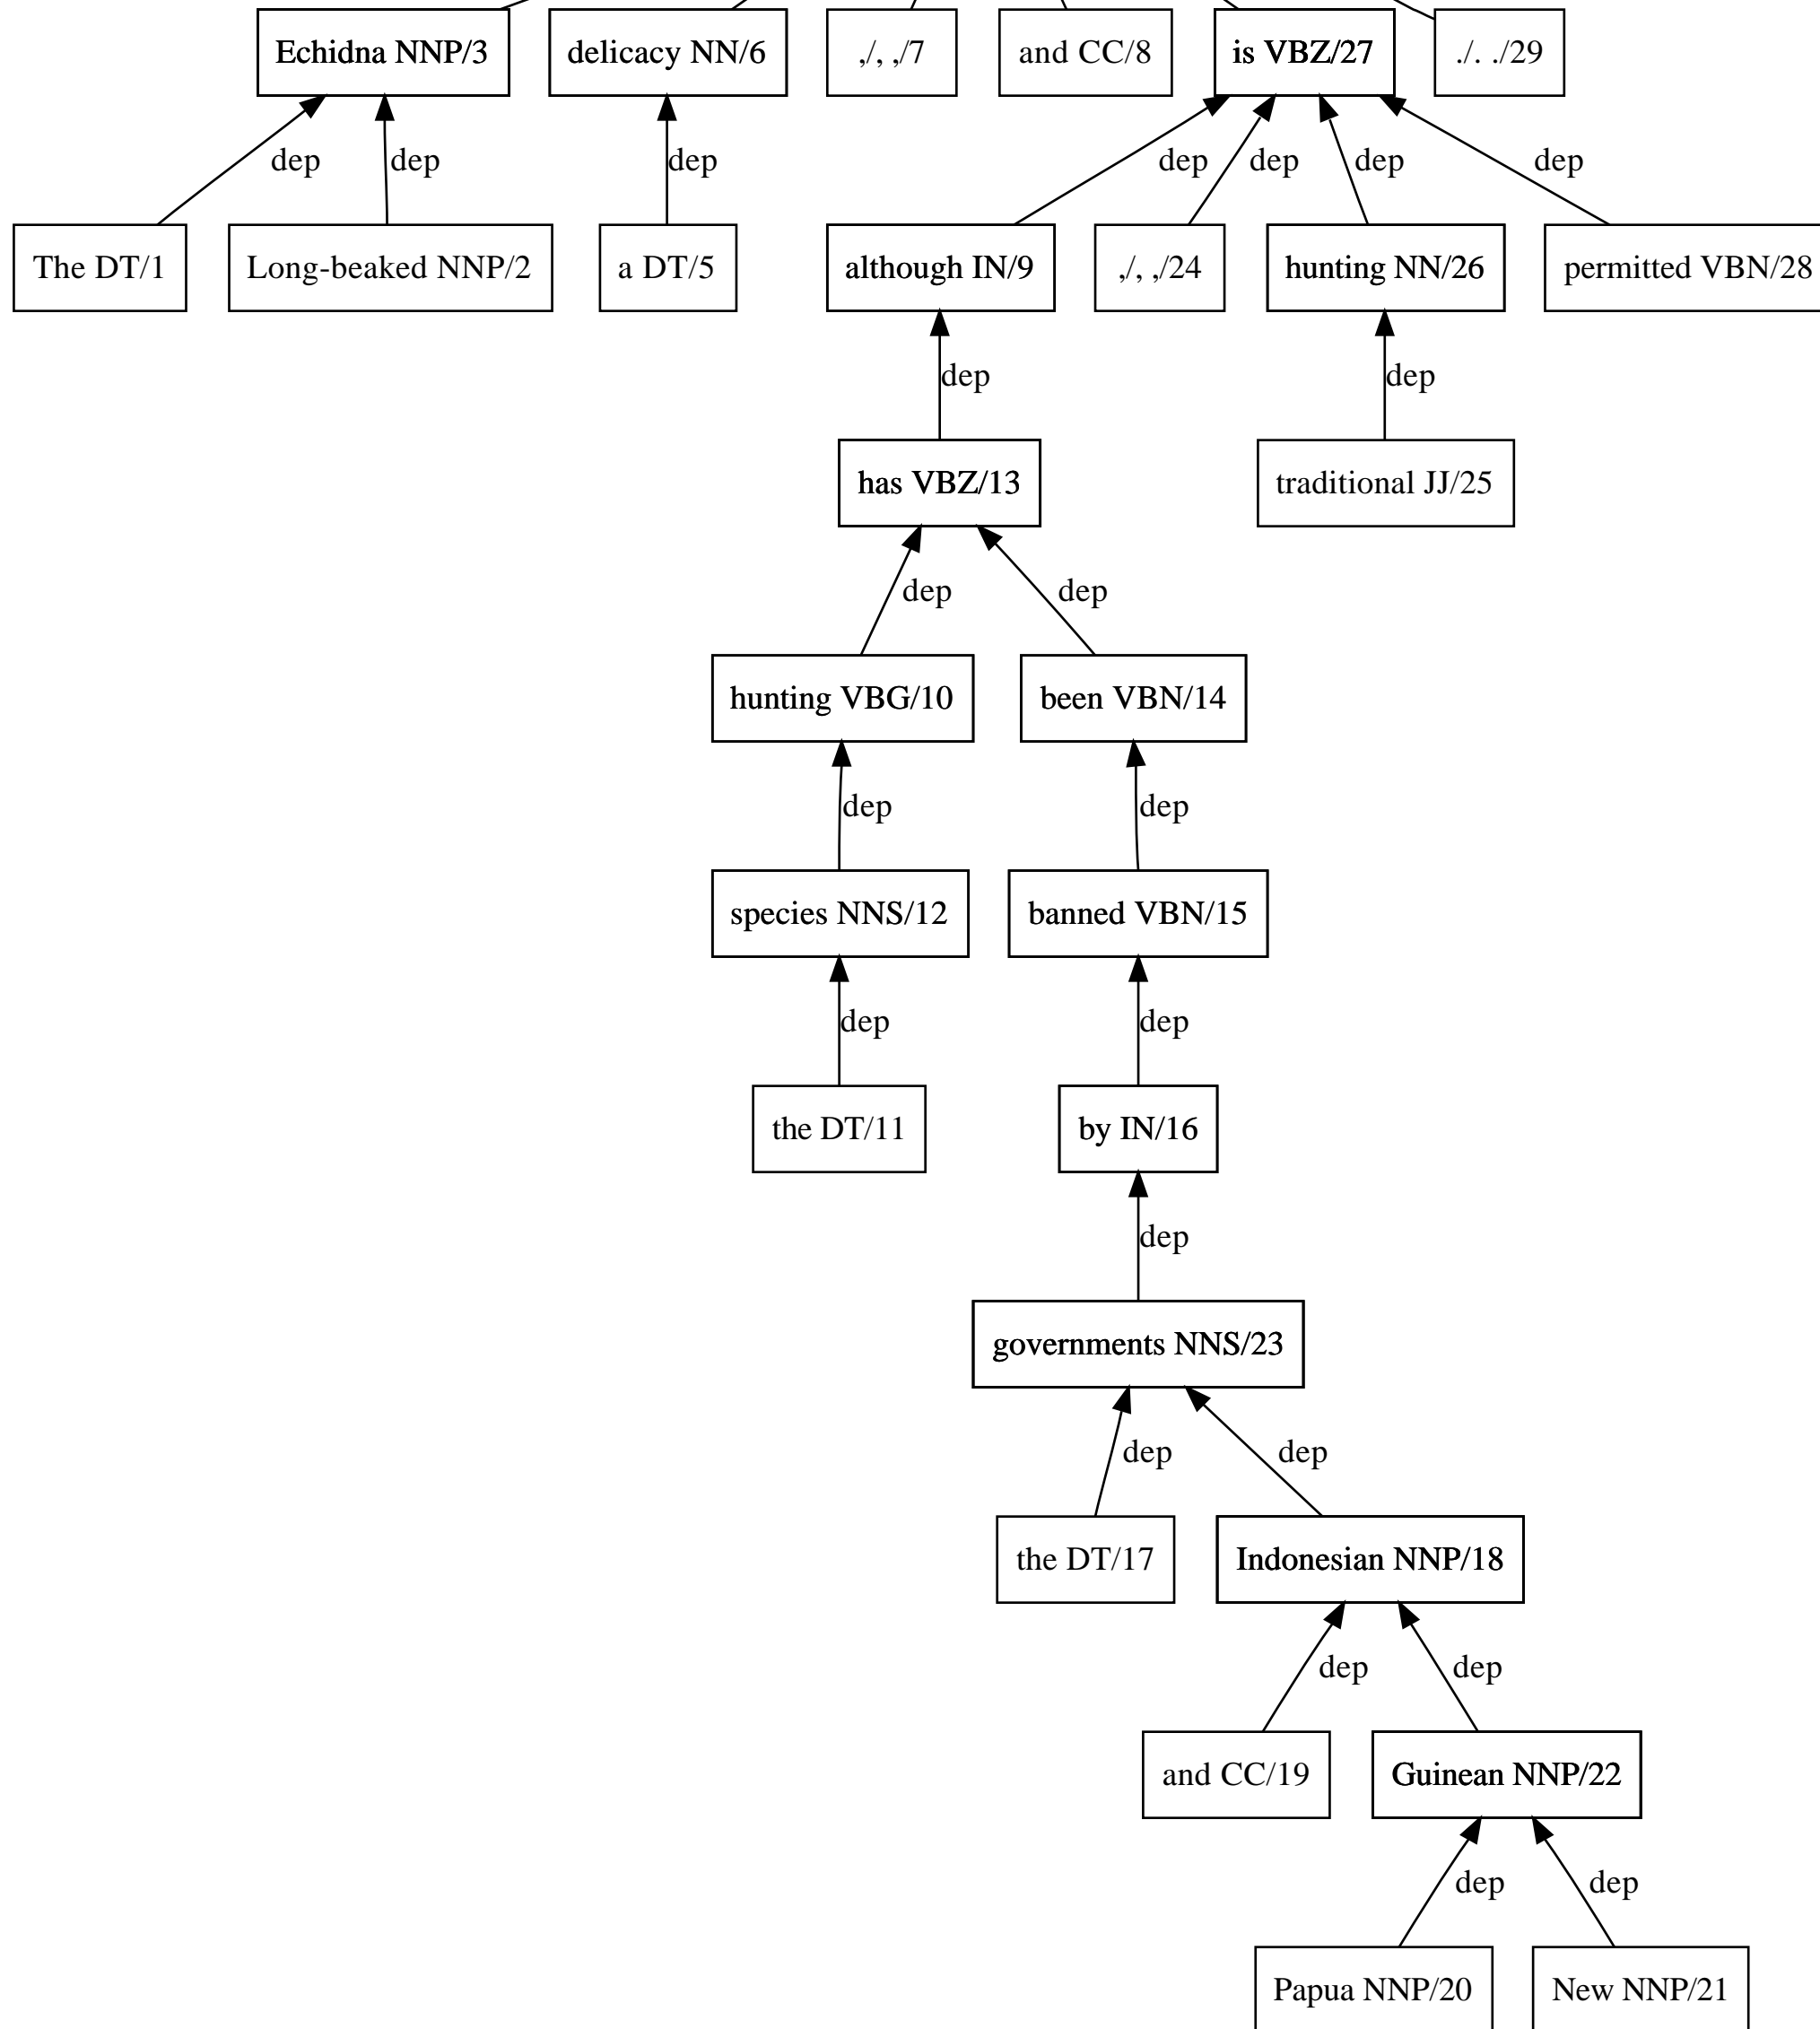 Echidna NNP/3 delicacy NN/6 ,/, ,/7 and CC/8 is VBZ/27 ./. ./29
dep dep dep dep dep dep dep
The DT/1 Long-beaked NNP/2 a DT/5 although IN/9 ,/, ,/24 hunting NN/26 permitted VBN/28
dep dep
has VBZ/13 traditional JJ/25
dep dep
hunting VBG/10 been VBN/14
dep dep
species NNS/12 banned VBN/15
dep dep
the DT/11 by IN/16
dep
governments NNS/23
dep dep
the DT/17 Indonesian NNP/18
dep dep
and CC/19 Guinean NNP/22
dep dep
Papua NNP/20 New NNP/21